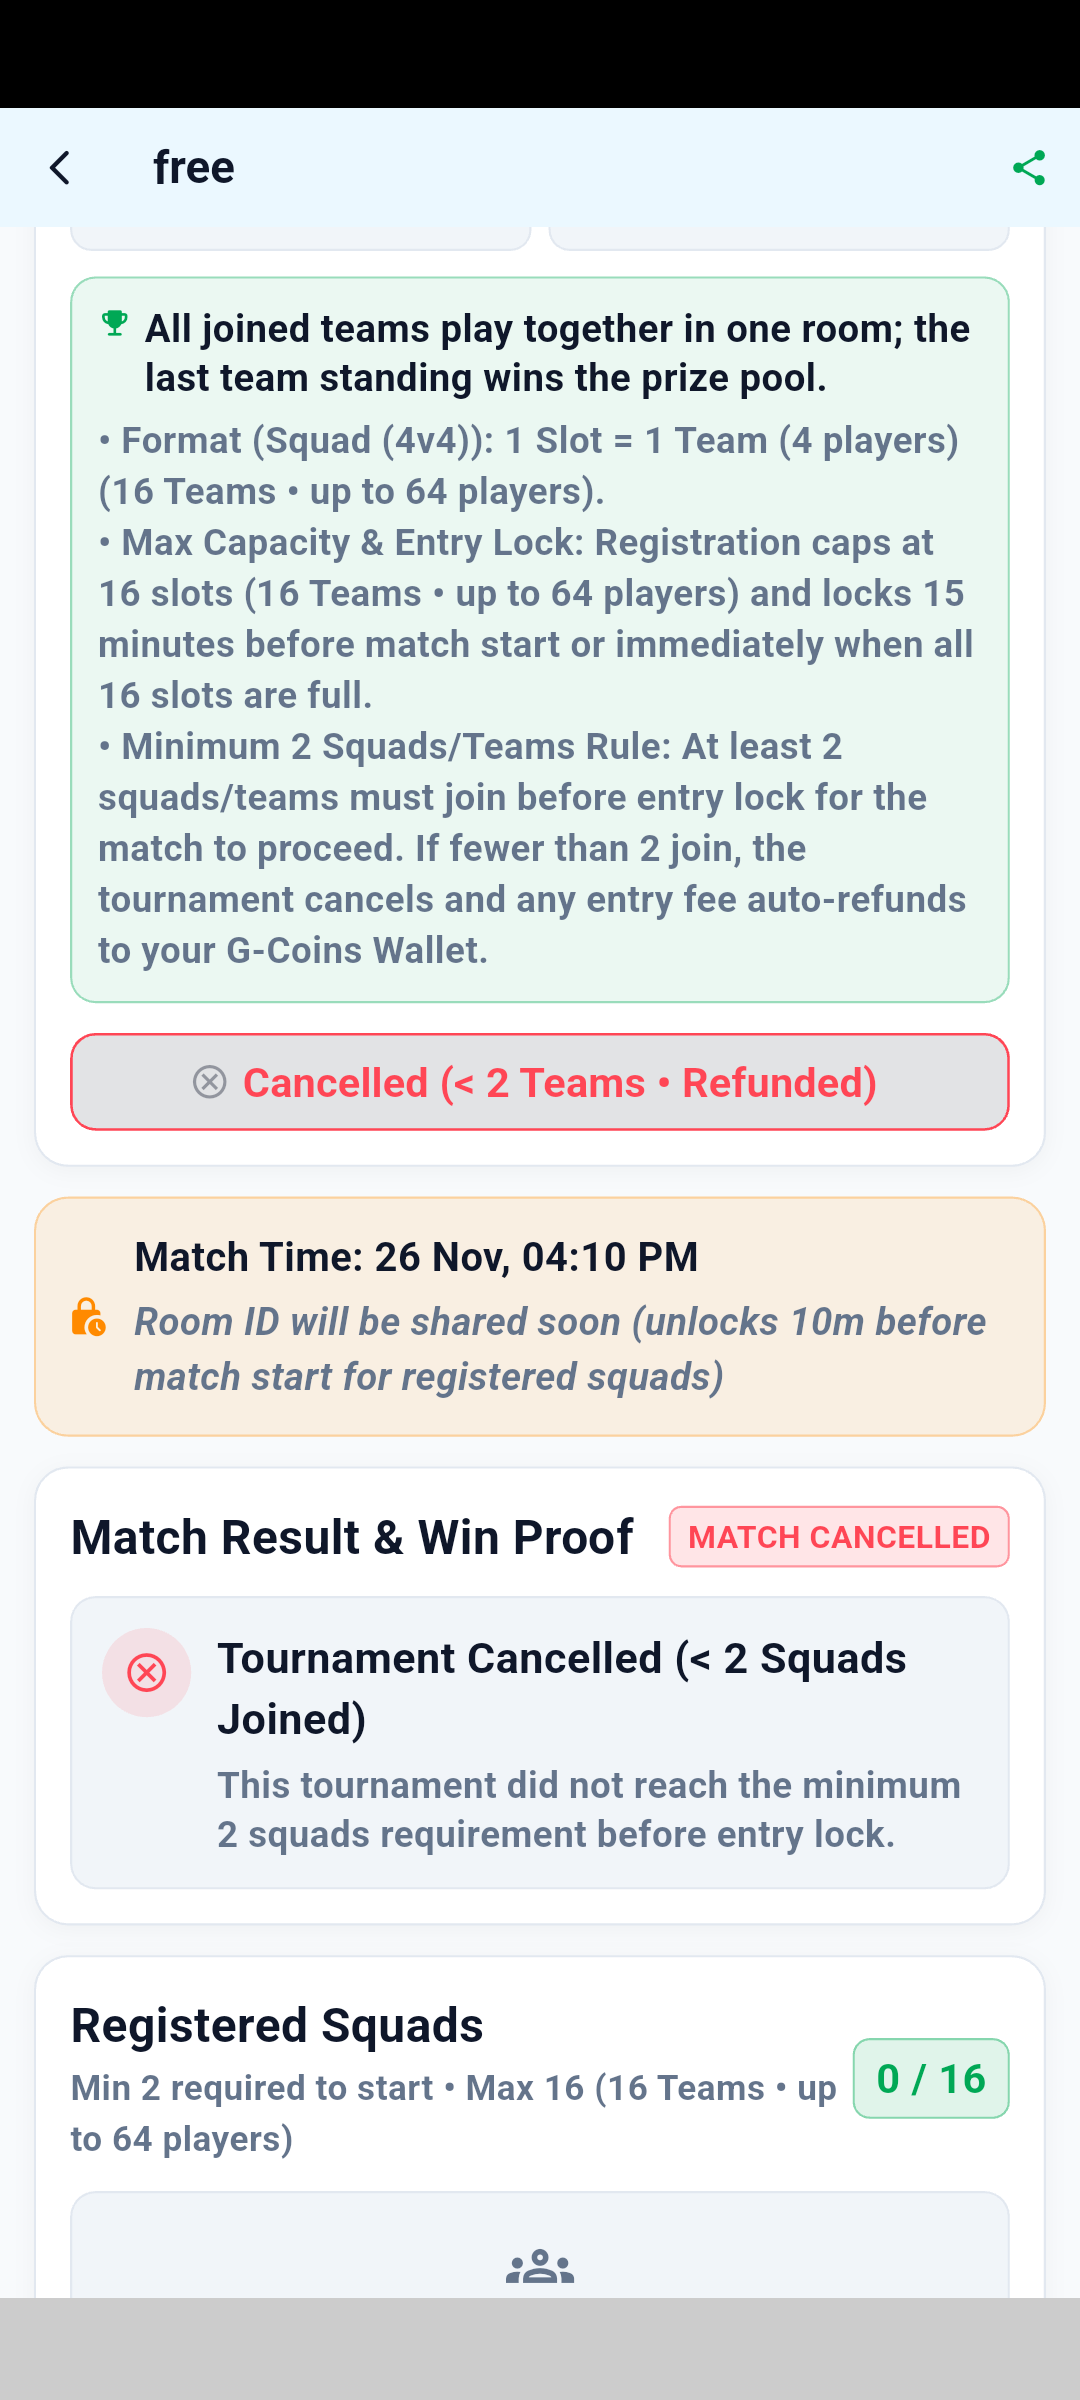 free
All joined teams play together in one room; the
last team standing wins the prize pool.
• Format (Squad (4v4)): 1 Slot = 1 Team (4 players)
(16 Teams • up to 64 players).
• Max Capacity & Entry Lock: Registration caps at
16 slots (16 Teams • up to 64 players) and locks 15
minutes before match start or immediately when all
16 slots are full.
• Minimum 2 Squads/Teams Rule: At least 2
squads/teams must join before entry lock for the
match to proceed. If fewer than 2 join, the
tournament cancels and any entry fee auto-refunds
to your G-Coins Wallet.
Cancelled (< 2 Teams • Refunded)
Match Time: 26 Nov, 04:10 PM
Room ID will be shared soon (unlocks 10m before
match start for registered squads)
Match Result & Win Proof
MATCH CANCELLED
Tournament Cancelled (< 2 Squads
Joined)
This tournament did not reach the minimum
2 squads requirement before entry lock.
Registered Squads
Min 2 required to start • Max 16 (16 Teams • up
to 64 players)
0 / 16